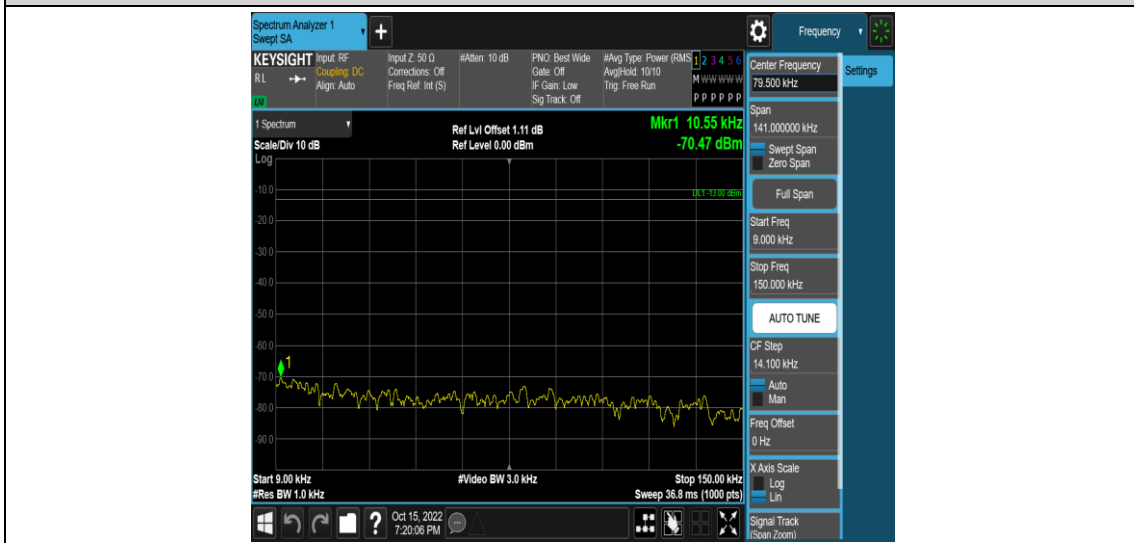 Spectrum Analyzer 1
Swept SA
+
Frequency
KEYSIGHT
RL
LXI
Input: RF
Coupling: DC
Align: Auto
Input Z: 50 Ω
Corrections: Off
Freq Ref: Int (S)
#Atten: 10 dB
PNO: Best Wide
Gate: Off
IF Gain: Low
Sig Track: Off
#Avg Type: Power (RMS
Avg|Hold: 10/10
Trig: Free Run
1 2 3 4 5 6
M W W W W W
P P P P P P
Settings
1 Spectrum
Scale/Div 10 dB
Ref Lvl Offset 1.11 dB
Ref Level 0.00 dBm
Mkr1 10.55 kHz
-70.47 dBm
Log
-10.0
DL1 -13.00 dBm
-20.0
-30.0
-40.0
-50.0
-60.0
1
-70.0
-80.0
-90.0
Start 9.00 kHz
#Video BW 3.0 kHz
Stop 150.00 kHz
#Res BW 1.0 kHz
Sweep 36.8 ms (1000 pts)
Center Frequency
79.500 kHz
Span
141.000000 kHz
Swept Span
Zero Span
Full Span
Start Freq
9.000 kHz
Stop Freq
150.000 kHz
AUTO TUNE
CF Step
14.100 kHz
Auto
Man
Freq Offset
0 Hz
X Axis Scale
Log
Lin
Signal Track
(Span Zoom)
?
Oct 15, 2022
7:20:06 PM